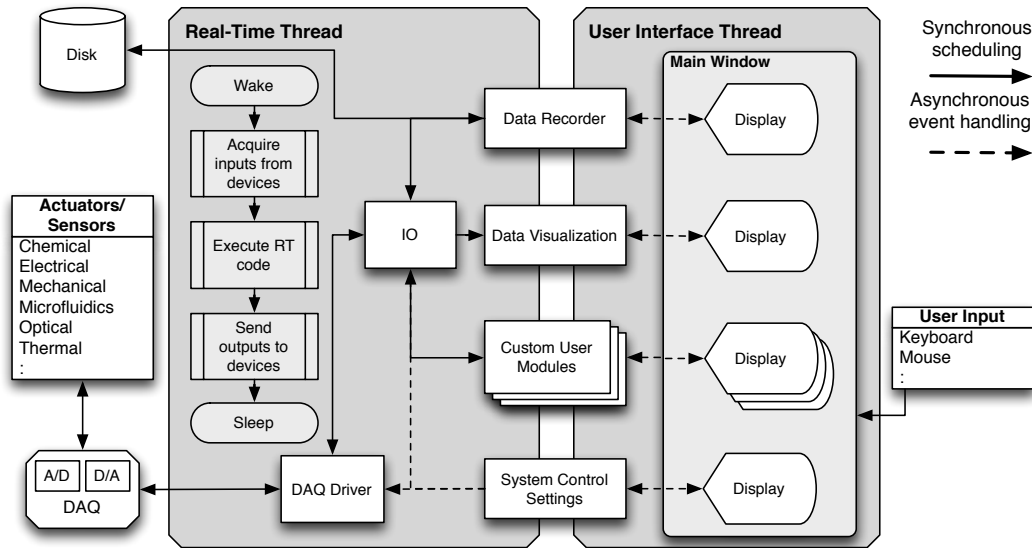 Real-Time Thread
User Interface Thread
Synchronous
scheduling
Asynchronous
event handling
Disk
Main Window
Wake
Acquire
inputs from
devices
Execute RT
code
Send
outputs to
devices
Sleep
Data Recorder
Display
IO
Data Visualization
Display
Custom User
Modules
Display
DAQ Driver
System Control
Settings
Display
Actuators/
Sensors
Chemical
Electrical
Mechanical
Microfluidics
Optical
Thermal
:
A/D
D/A
DAQ
User Input
Keyboard
Mouse
: